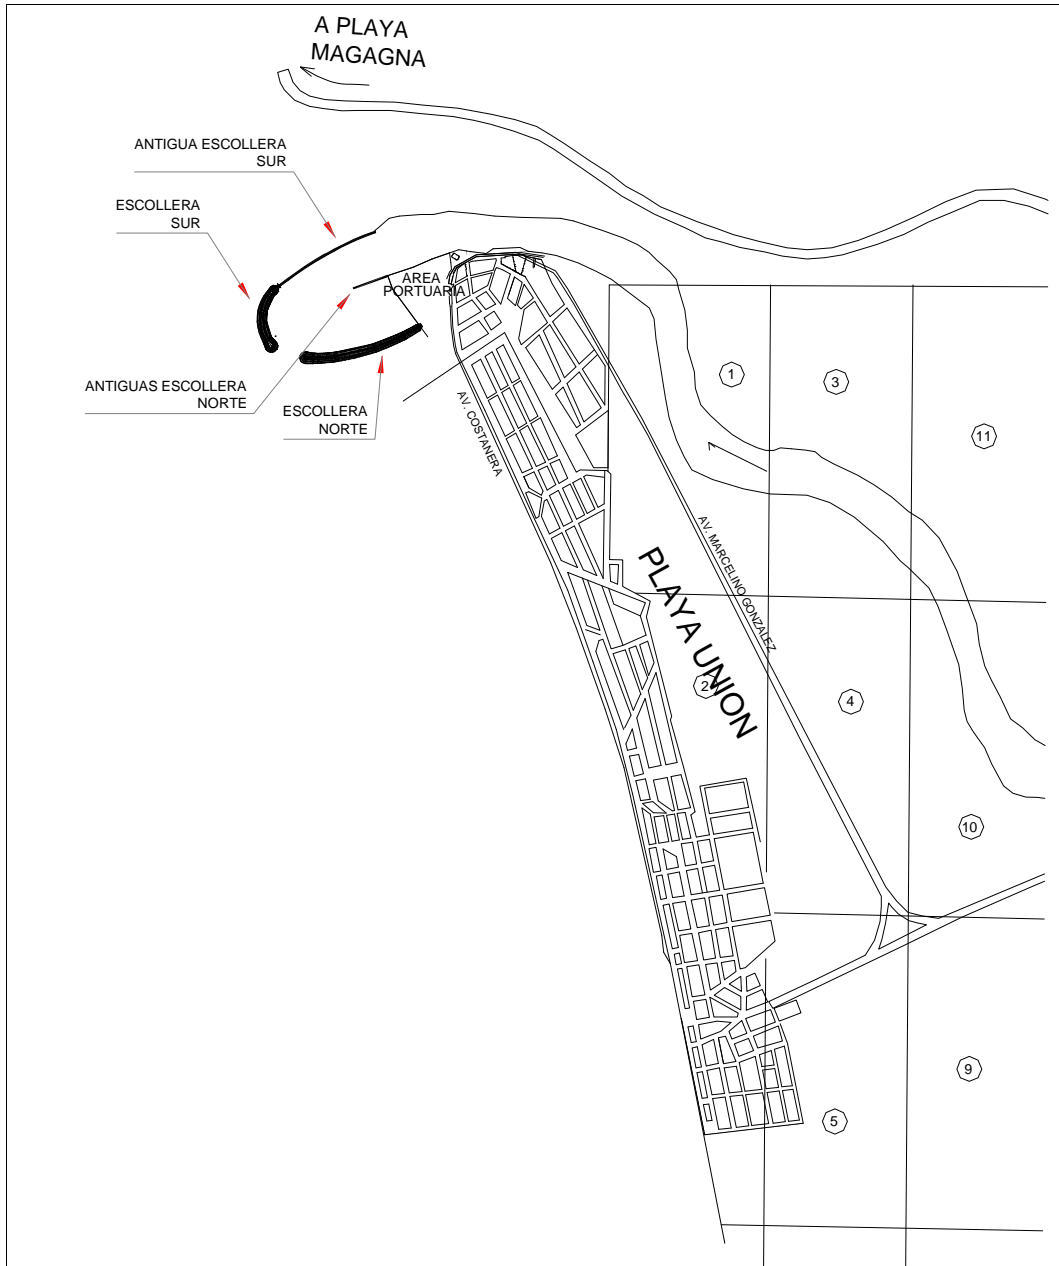 A PLAYA
MAGAGNA
ANTIGUA ESCOLLERA
SUR
ESCOLLERA
SUR
AREA
PORTUARIA
ANTIGUAS ESCOLLERA
NORTE
ESCOLLERA
NORTE
AV. COSTANERA
1
3
11
AV. MARCELINO GONZALEZ
PLAYA UNION
2
4
10
9
5